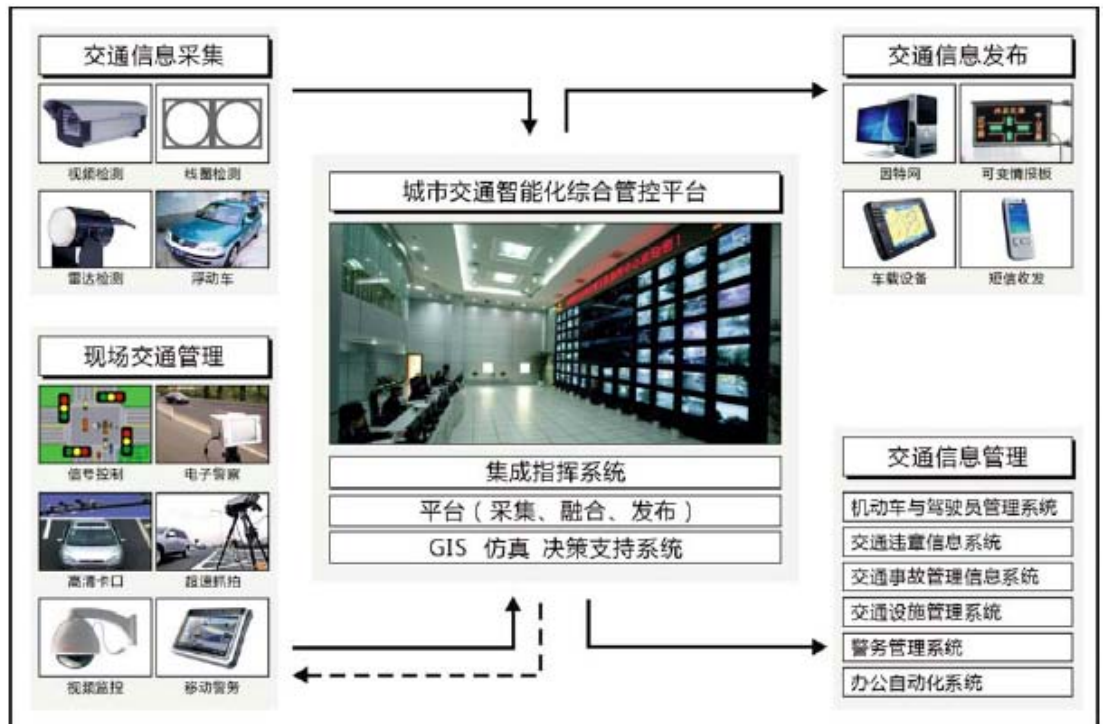 交通信息采集
视频检测
线圈检测
雷达检测
浮动车
现场交通管理
信号控制
电子警察
高清卡口
超速抓拍
视频监控
移动警务
城市交通智能化综合管控平台
集成指挥系统
平台（采集、融合、发布）
GIS 仿真 决策支持系统
交通信息发布
因特网
可变情报板
车载设备
短信收发
交通信息管理
机动车与驾驶员管理系统
交通违章信息系统
交通事故管理信息系统
交通设施管理系统
警务管理系统
办公自动化系统